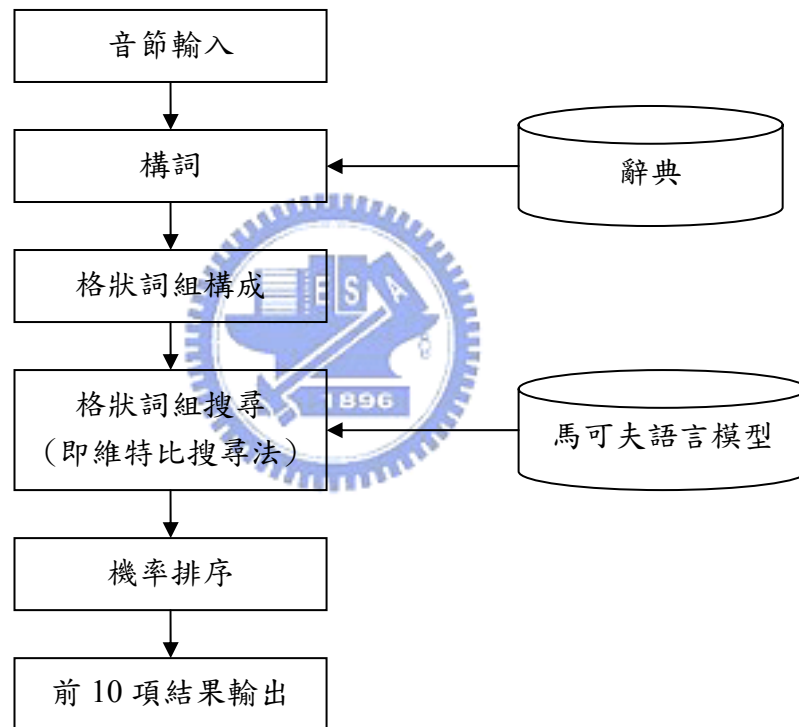 音節輸入
構詞
辭典
格狀詞組構成
格狀詞組搜尋
（即維特比搜尋法）
馬可夫語言模型
機率排序
前 10 項結果輸出
E S A
1896